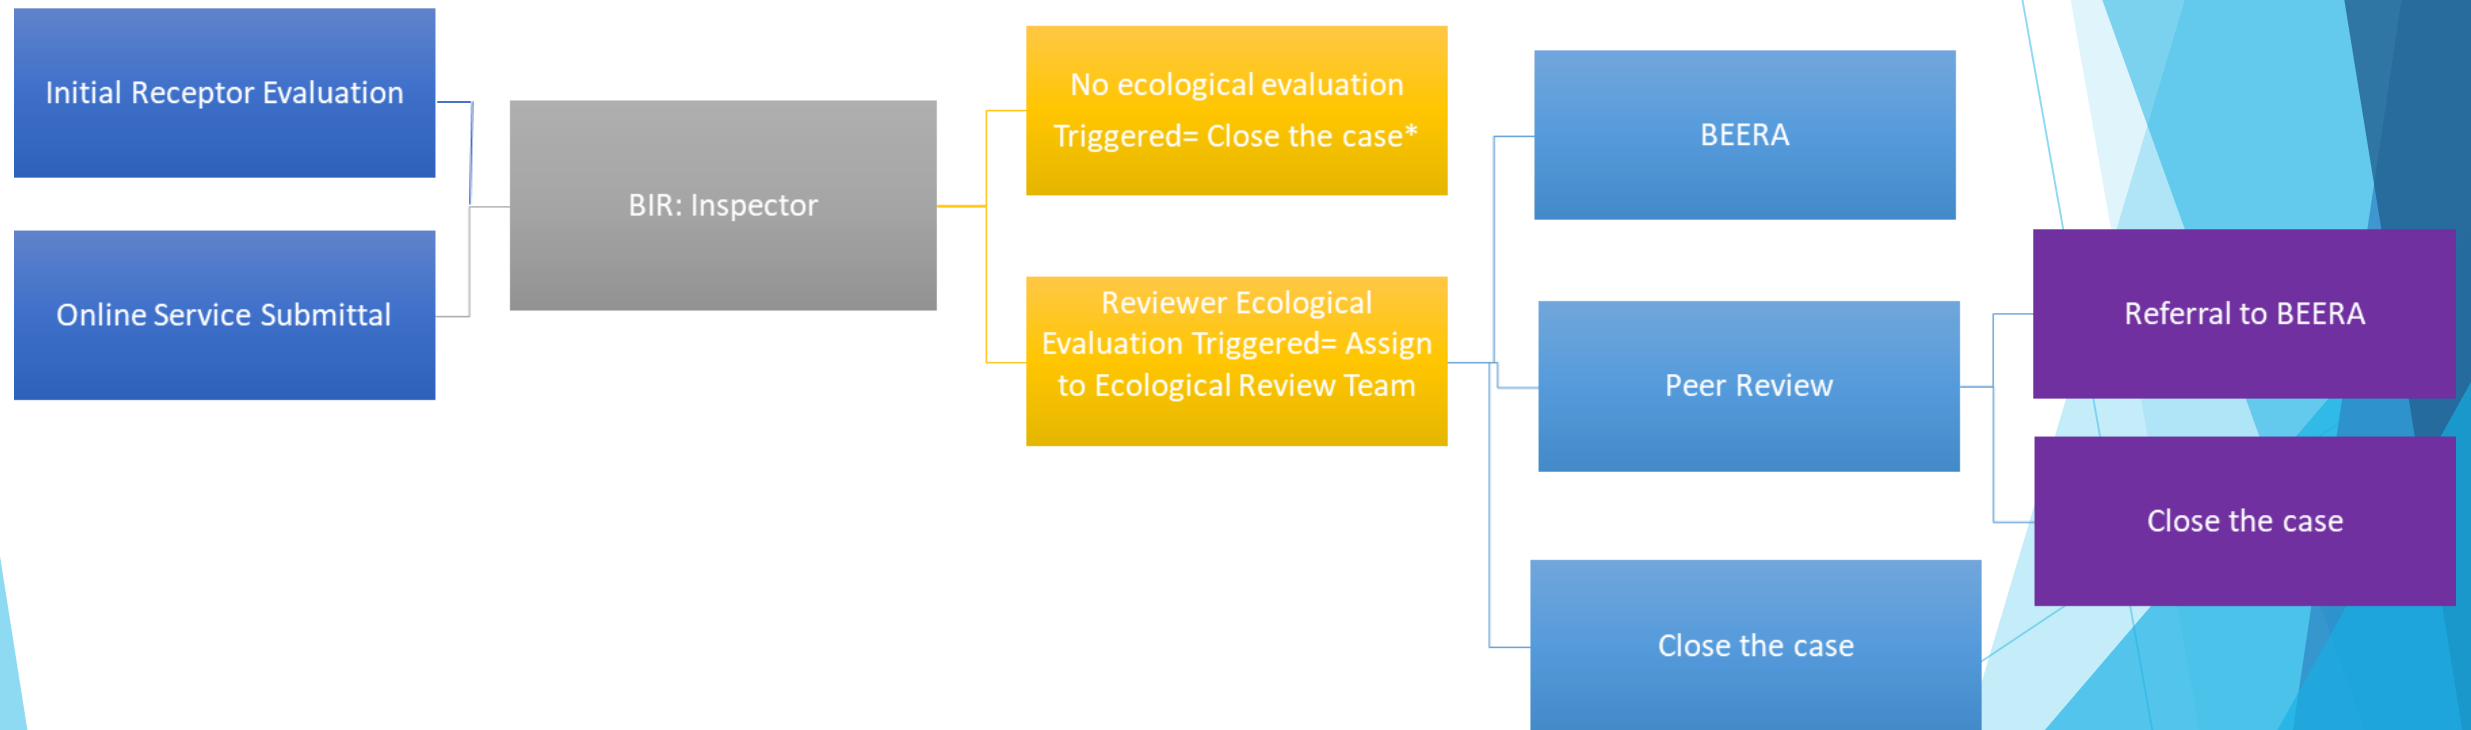 Initial Receptor Evaluation
Online Service Submittal
BIR: Inspector
No ecological evaluation
Triggered= Close the case*
Reviewer Ecological
Evaluation Triggered= Assign
to Ecological Review Team
BEERA
Peer Review
Close the case
Referral to BEERA
Close the case